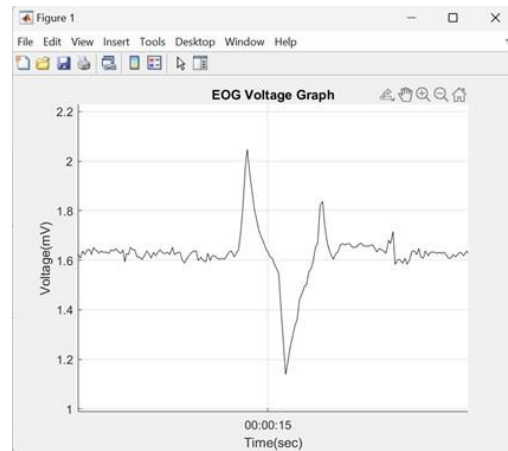 Figure 1
File Edit View Insert Tools Desktop Window Help
EOG Voltage Graph
2.2
2
1.8
1.6
1.4
1.2
1
Voltage(mV)
00:00:15
Time(sec)